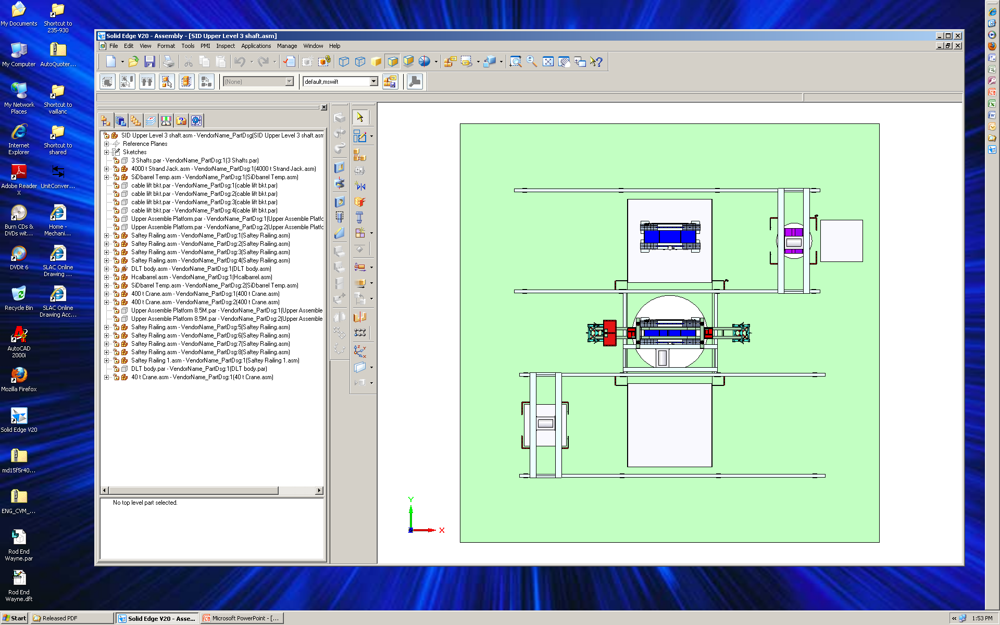 My Documents
Shortcut to
235-930
My Computer
AutoQuoter...
My Network
Places
Shortcut to
vaillanc
Internet
Explorer
Shortcut to
shared
Adobe Reader
X
UnitConver...
Burn CDs &
DVDs wit...
Home -
Mechani...
DVDit 6
SLAC Online
Drawing ...
Recycle Bin
SLAC Online
Drawing Acc...
AutoCAD
2000i
Mozilla Firefox
Solid Edge V20
md15f5r40...
ENG_CVM_...
Rod End
Wayne.par
Rod End
Wayne.dft
Solid Edge V20 - Assembly - [SID Upper Level 3 shaft.asm]
File Edit View Format Tools PMI Inspect Applications Manage Window Help
(None)
default,mswift
SID Upper Level 3 shaft.asm - VendorName_PartDsg(SID Upper Level 3 shaft.asm
Reference Planes
Sketches
3 Shafts.par - VendorName_PartDsg:1(3 Shafts.par)
4000 t Strand Jack.asm - VendorName_PartDsg:1(4000 t Strand Jack.asm)
SiDbarrel Temp.asm - VendorName_PartDsg:1(SiDbarrel Temp.asm)
cable lift bkt.par - VendorName_PartDsg:1(cable lift bkt.par)
cable lift bkt.par - VendorName_PartDsg:2(cable lift bkt.par)
cable lift bkt.par - VendorName_PartDsg:3(cable lift bkt.par)
cable lift bkt.par - VendorName_PartDsg:4(cable lift bkt.par)
Upper Assemble Platform.par - VendorName_PartDsg:1(Upper Assemble Platfo
Upper Assemble Platform.par - VendorName_PartDsg:2(Upper Assemble Platfo
Saftey Railing.asm - VendorName_PartDsg:1(Saftey Railing.asm)
Saftey Railing.asm - VendorName_PartDsg:2(Saftey Railing.asm)
Saftey Railing.asm - VendorName_PartDsg:3(Saftey Railing.asm)
Saftey Railing.asm - VendorName_PartDsg:4(Saftey Railing.asm)
DLT body.asm - VendorName_PartDsg:1(DLT body.asm)
Hcalbarrel.asm - VendorName_PartDsg:1(Hcalbarrel.asm)
SiDbarrel Temp.asm - VendorName_PartDsg:2(SiDbarrel Temp.asm)
400 t Crane.asm - VendorName_PartDsg:1(400 t Crane.asm)
400 t Crane.asm - VendorName_PartDsg:2(400 t Crane.asm)
Upper Assemble Platform 8.5M.par - VendorName_PartDsg:1(Upper Assemble
Upper Assemble Platform 8.5M.par - VendorName_PartDsg:2(Upper Assemble
Saftey Railing.asm - VendorName_PartDsg:5(Saftey Railing.asm)
Saftey Railing.asm - VendorName_PartDsg:6(Saftey Railing.asm)
Saftey Railing.asm - VendorName_PartDsg:7(Saftey Railing.asm)
Saftey Railing.asm - VendorName_PartDsg:8(Saftey Railing.asm)
Saftey Railing 1.asm - VendorName_PartDsg:1(Saftey Railing 1.asm)
DLT body.par - VendorName_PartDsg:1(DLT body.par)
40 t Crane.asm - VendorName_PartDsg:1(40 t Crane.asm)
No top level part selected.
Y
X
Start
Released PDF
Solid Edge V20 - Asse...
Microsoft PowerPoint - [...
« 1:53 PM